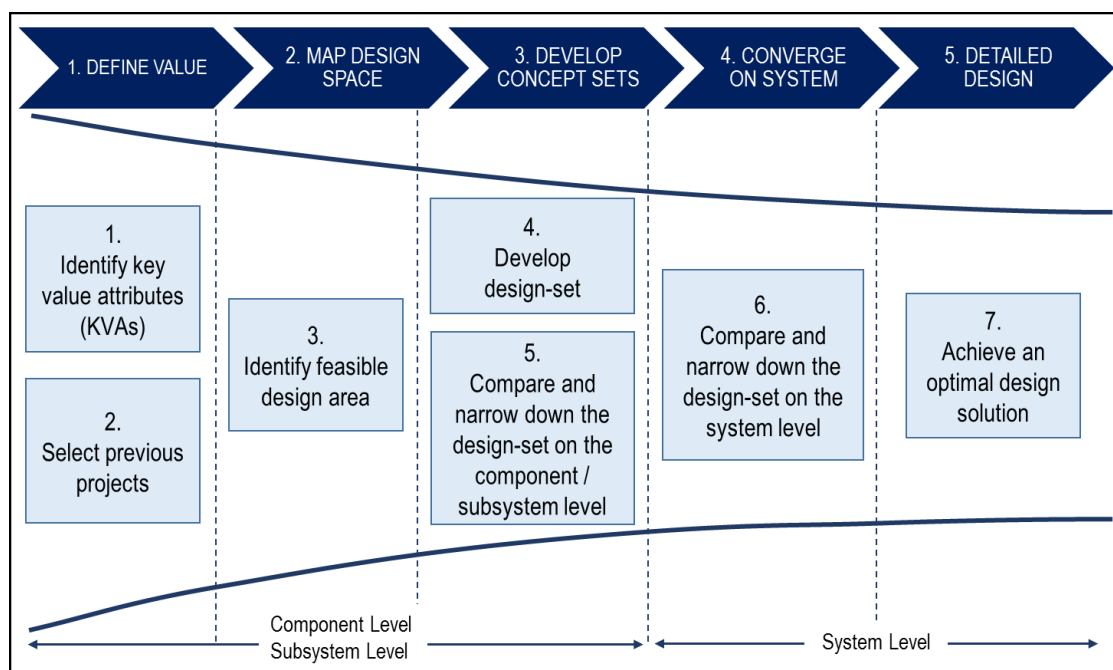 1. DEFINE VALUE
2. MAP DESIGN
SPACE
3. DEVELOP
CONCEPT SETS
4. CONVERGE
ON SYSTEM
5. DETAILED
DESIGN
1.
Identify key
value attributes
(KVAs)
2.
Select previous
projects
3.
Identify feasible
design area
4.
Develop
design-set
5.
Compare and
narrow down the
design-set on the
component /
subsystem level
6.
Compare and
narrow down the
design-set on the
system level
7.
Achieve an
optimal design
solution
Component Level
Subsystem Level
System Level